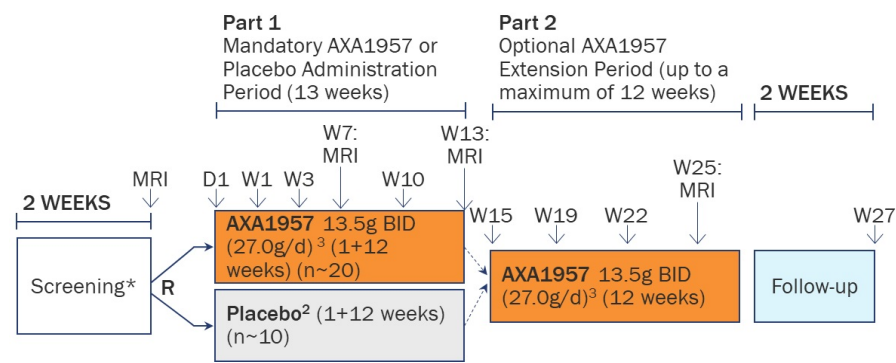 Part 1
Mandatory AXA1957 or
Placebo Administration
Period (13 weeks)
Part 2
Optional AXA1957
Extension Period (up to a
maximum of 12 weeks)
2 WEEKS
2 WEEKS
MRI
D1
W1
W3
W7:
MRI
W10
W13:
MRI
W15
W19
W22
W25:
MRI
W27
Screening*
R
AXA1957 13.5g BID
(27.0g/d) ³ (1+12
weeks) (n~20)
Placebo² (1+12 weeks)
(n~10)
AXA1957 13.5g BID
(27.0g/d)³ (12 weeks)
Follow-up